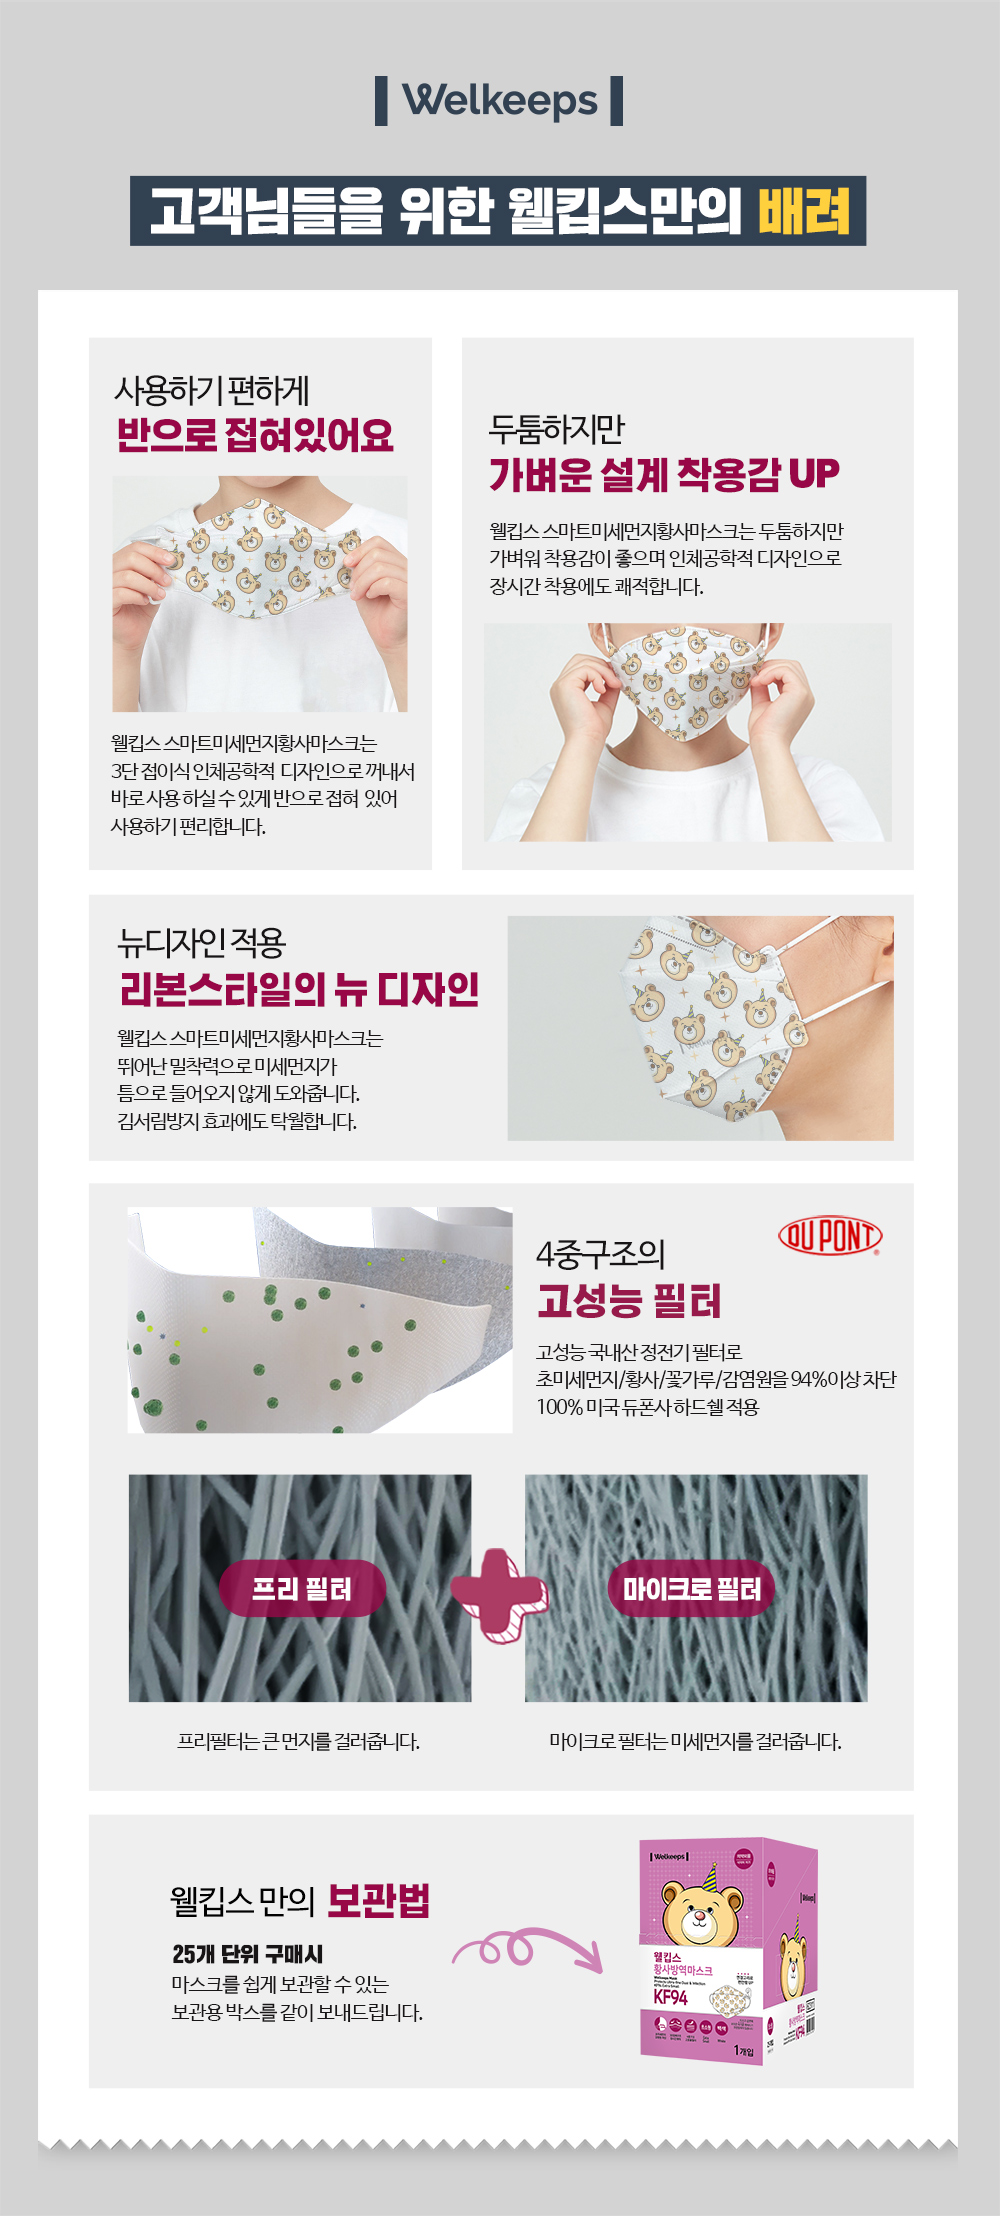 Welkeeps
고객님들을 위한 웰킵스만의 배려
사용하기 편하게
반으로 접혀있어요
웰킵스 스마트미세먼지황사마스크는
3단 접이식 인체공학적 디자인으로 꺼내서
바로 사용 하실 수 있게 반으로 접혀 있어
사용하기 편리합니다.
두툼하지만
가벼운 설계 착용감 UP
웰킵스 스마트미세먼지황사마스크는 두툼하지만
가벼워 착용감이 좋으며 인체공학적 디자인으로
장시간 착용에도 쾌적합니다.
뉴디자인 적용
리본스타일의 뉴 디자인
웰킵스 스마트미세먼지황사마스크는
뛰어난 밀착력으로 미세먼지가
틈으로 들어오지 않게 도와줍니다.
김서림방지 효과에도 탁월합니다.
Welkeeps
DUPONT
4중구조의
고성능 필터
고성능 국내산 정전기 필터로
초미세먼지/황사/꽃가루/감염원을 94%이상 차단
100% 미국 듀폰사 하드쉘 적용
프리 필터
마이크로 필터
프리필터는 큰 먼지를 걸러줍니다.
마이크로 필터는 미세먼지를 걸러줍니다.
웰킵스 만의 보관법
25개 단위 구매시
마스크를 쉽게 보관할 수 있는
보관용 박스를 같이 보내드립니다.
Welkeeps
웰킵스
황사방역마스크
KF94
1개입
KF94